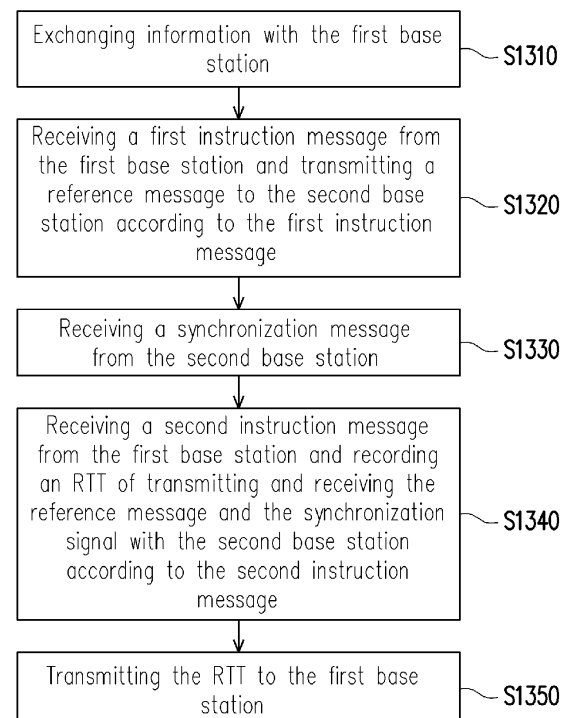 Exchanging information with the first base
station
S1310
Receiving a first instruction message from
the first base station and transmitting a
reference message to the second base
station according to the first instruction
message
S1320
Receiving a synchronization message
from the second base station
S1330
Receiving a second instruction message
from the first base station and recording
an RTT of transmitting and receiving the
reference message and the synchronization
signal with the second base station
according to the second instruction
message
S1340
Transmitting the RTT to the first base
station
S1350